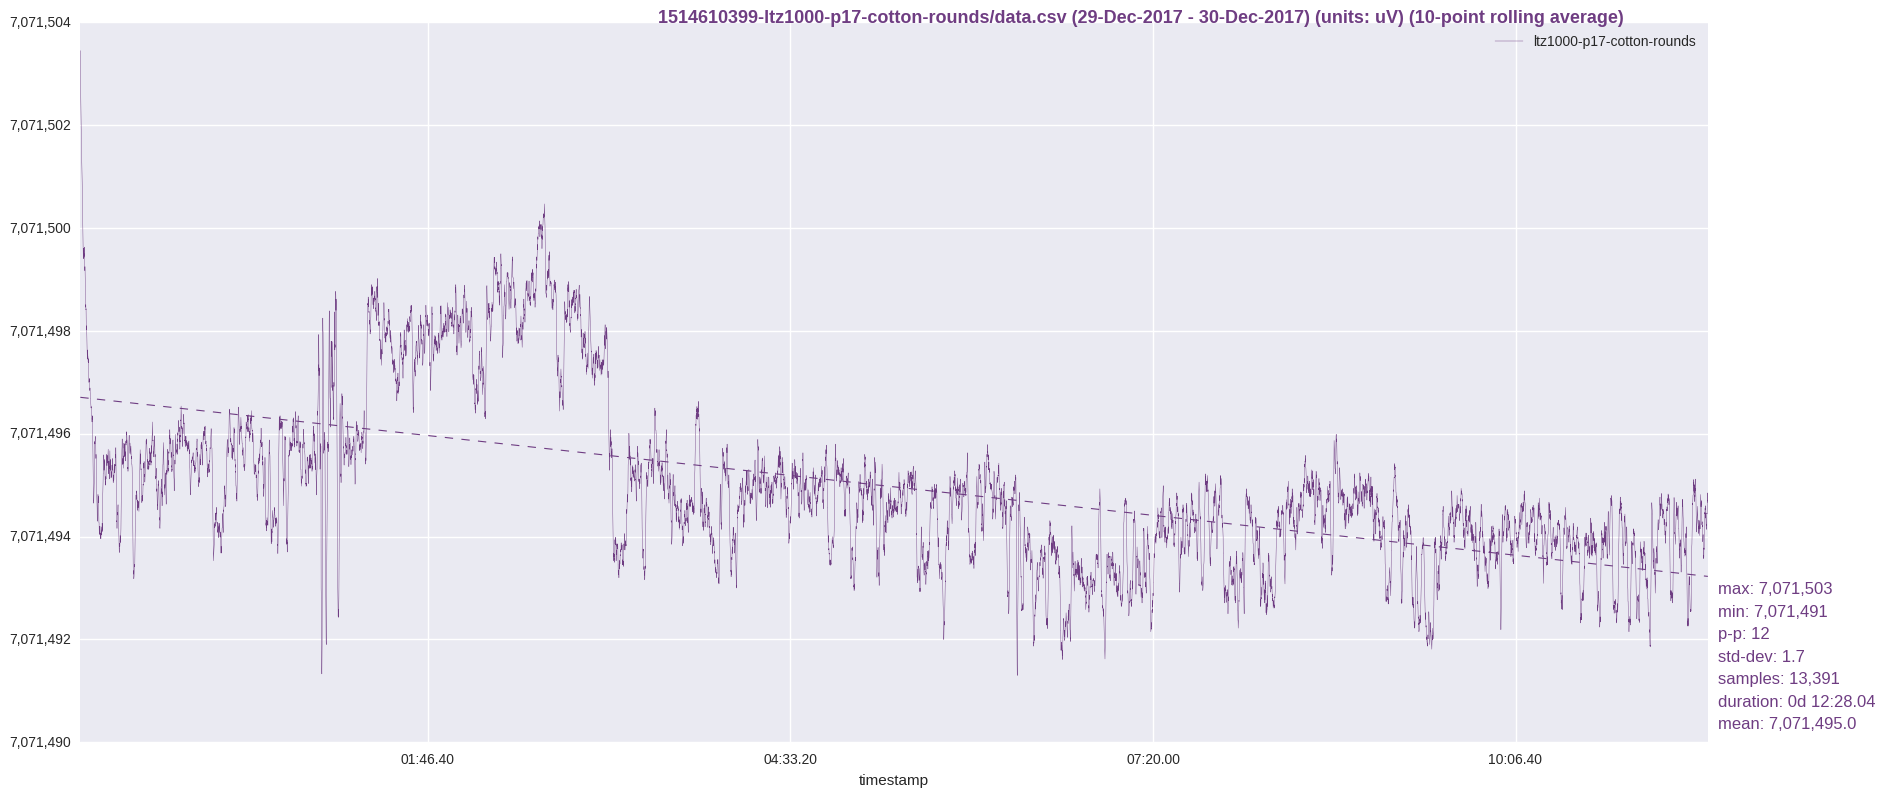 1514610399-ltz1000-p17-cotton-rounds/data.csv (29-Dec-2017 - 30-Dec-2017) (units: uV) (10-point rolling average)
ltz1000-p17-cotton-rounds
7,071,504
7,071,502
7,071,500
7,071,498
7,071,496
7,071,494
7,071,492
7,071,490
01:46.40
04:33.20
07:20.00
10:06.40
timestamp
max: 7,071,503
min: 7,071,491
p-p: 12
std-dev: 1.7
samples: 13,391
duration: 0d 12:28.04
mean: 7,071,495.0